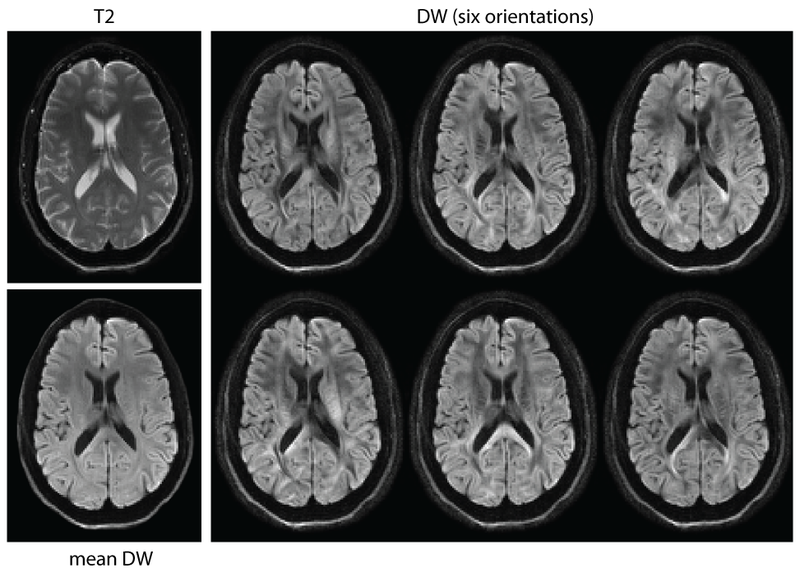 T2
DW (six orientations)
mean DW